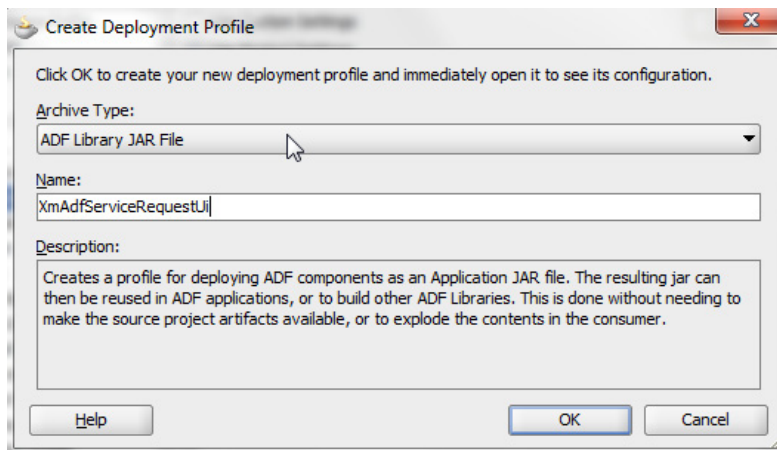 Create Deployment Profile
Click OK to create your new deployment profile and immediately open it to see its configuration.
Archive Type:
ADF Library JAR File
Name:
XmAdfServiceRequestUi
Description:
Creates a profile for deploying ADF components as an Application JAR file. The resulting jar can
then be reused in ADF applications, or to build other ADF Libraries. This is done without needing to
make the source project artifacts available, or to explode the contents in the consumer.
Help
OK
Cancel